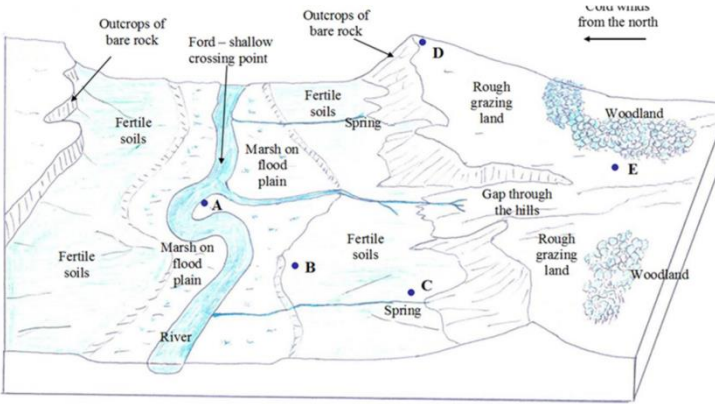 Outcrops of
bare rock
Ford – shallow
crossing point
Outcrops of
bare rock
Cold winds
from the north
D
Rough
grazing
land
Woodland
Fertile
soils
Fertile
soils
Spring
Marsh on
flood
plain
E
A
Gap through
the hills
Fertile
soils
Marsh on
flood
plain
B
Fertile
soils
C
Spring
Rough
grazing
land
Woodland
River